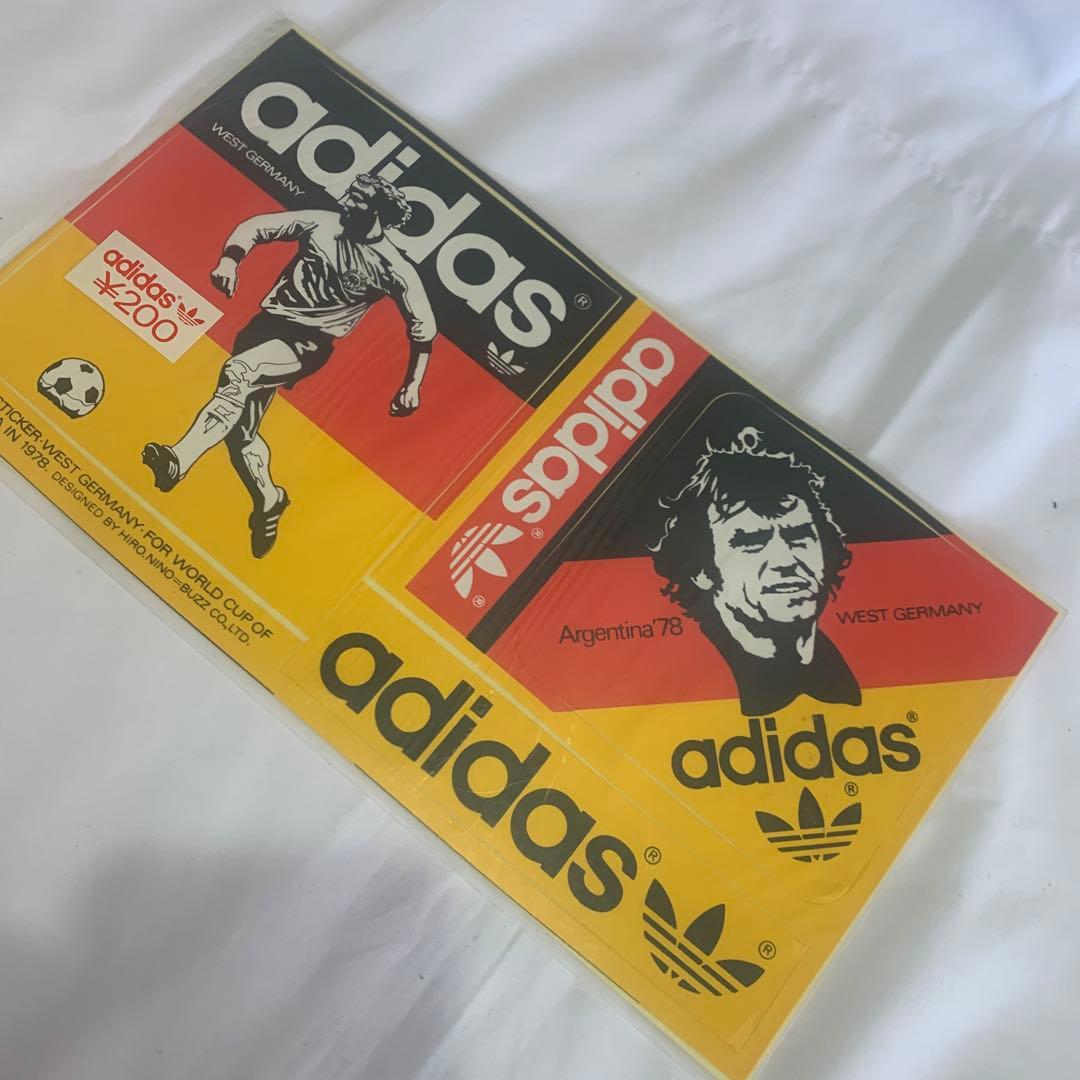 adidas®
WEST GERMANY
adidas
¥200
2
STICKER·WEST GERMANY·FOR WORLD CUP OF
IN 1978. DESIGNED BY HIRO.NINO=BUZZ CO.,LTD.
adidas®
®
Argentina'78
WEST GERMANY
adidas®
®
adidas®
®